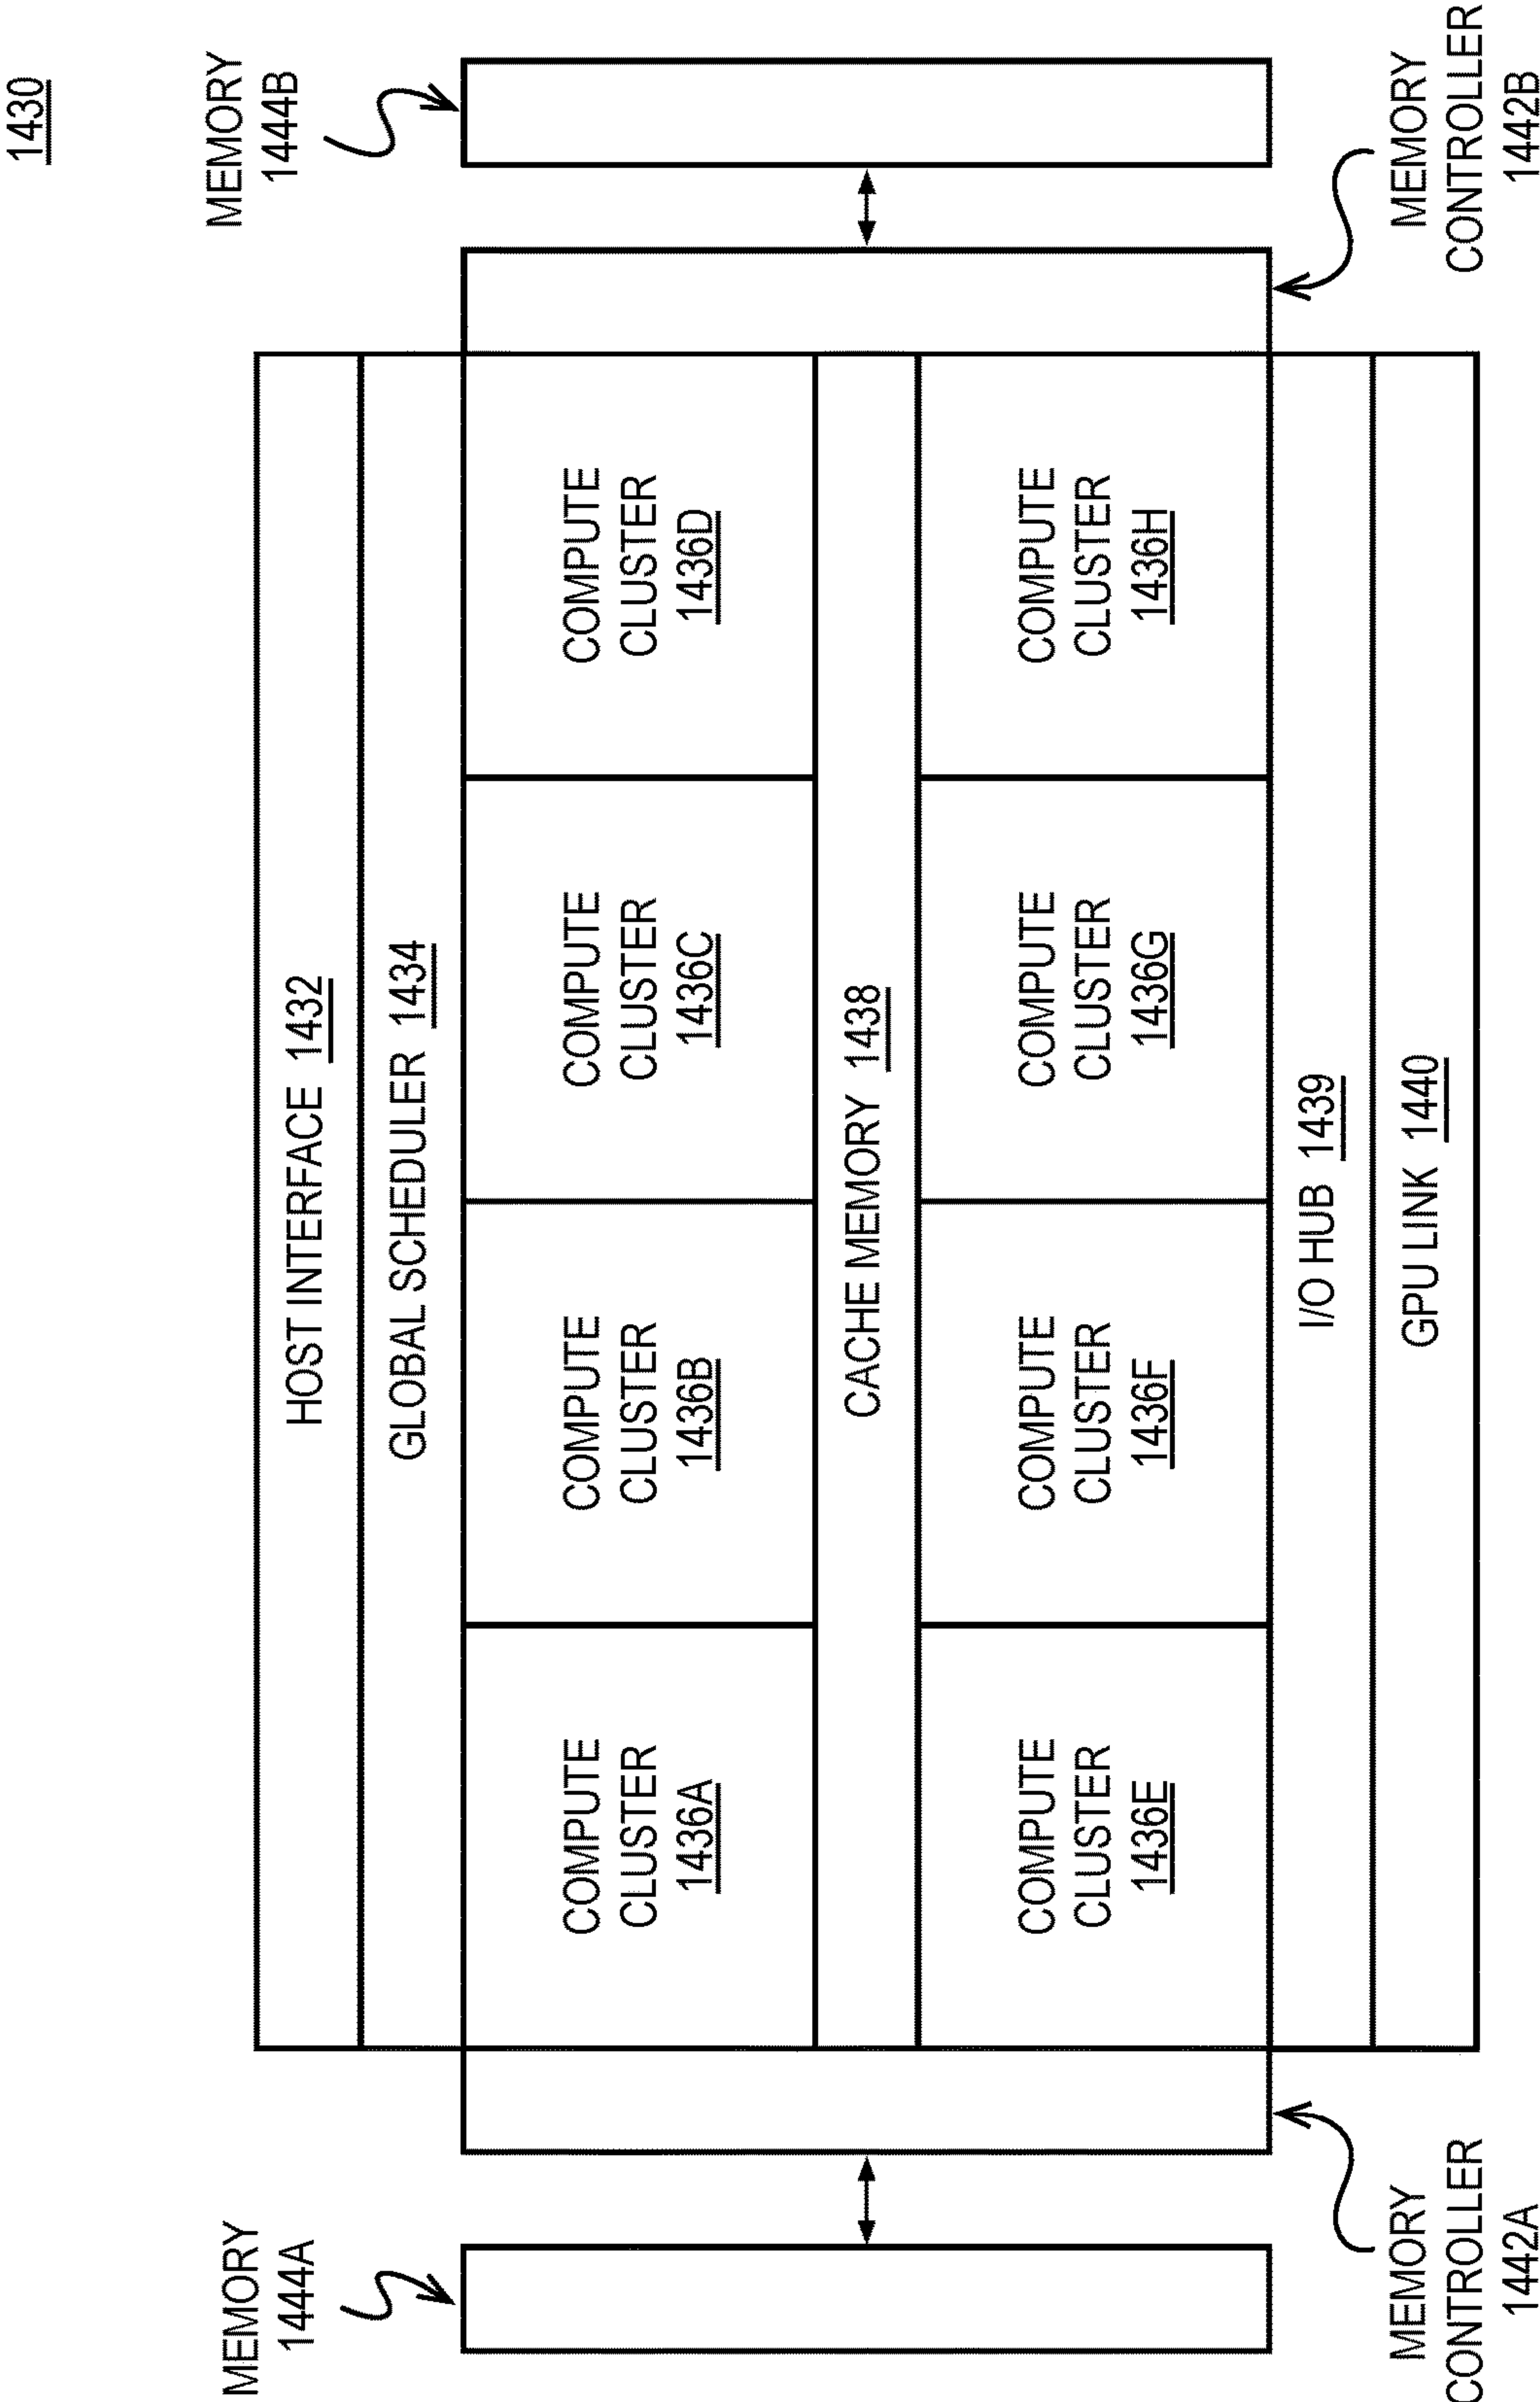 1430
HOST INTERFACE 1432
GLOBAL SCHEDULER 1434
MEMORY
1444A
MEMORY
1444B
COMPUTE
CLUSTER
1436A
COMPUTE
CLUSTER
1436B
COMPUTE
CLUSTER
1436C
COMPUTE
CLUSTER
1436D
CACHE MEMORY 1438
COMPUTE
CLUSTER
1436E
COMPUTE
CLUSTER
1436F
COMPUTE
CLUSTER
1436G
COMPUTE
CLUSTER
1436H
I/O HUB 1439
GPU LINK 1440
MEMORY
CONTROLLER
1442A
MEMORY
CONTROLLER
1442B